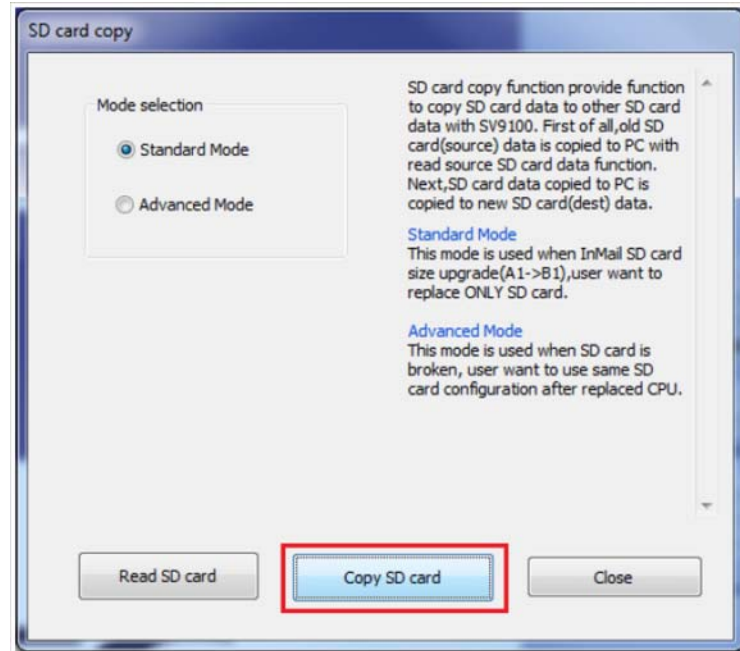 SD card copy
Mode selection
Standard Mode
Advanced Mode
SD card copy function provide function
to copy SD card data to other SD card
data with SV9100. First of all,old SD
card(source) data is copied to PC with
read source SD card data function.
Next,SD card data copied to PC is
copied to new SD card(dest) data.
Standard Mode
This mode is used when InMail SD card
size upgrade(A1->B1),user want to
replace ONLY SD card.
Advanced Mode
This mode is used when SD card is
broken, user want to use same SD
card configuration after replaced CPU.
Read SD card
Copy SD card
Close